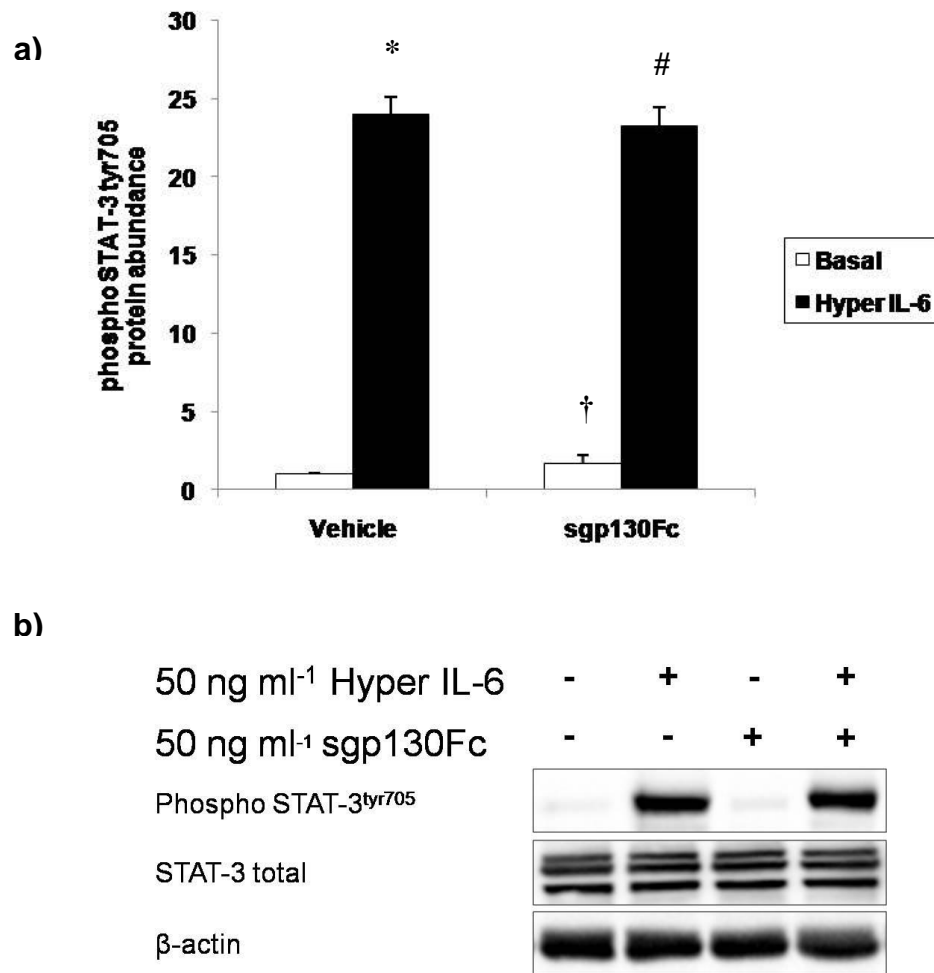 a)
30
25
20
15
10
5
0
phospho STAT-3 tyr705
protein abundance
*
#
†
Basal
Hyper IL-6
Vehicle
sgp130Fc
b)
50 ng ml⁻¹ Hyper IL-6 - + - +
50 ng ml⁻¹ sgp130Fc - - + +
Phospho STAT-3ᵗʸʳ⁷⁰⁵
STAT-3 total
β-actin